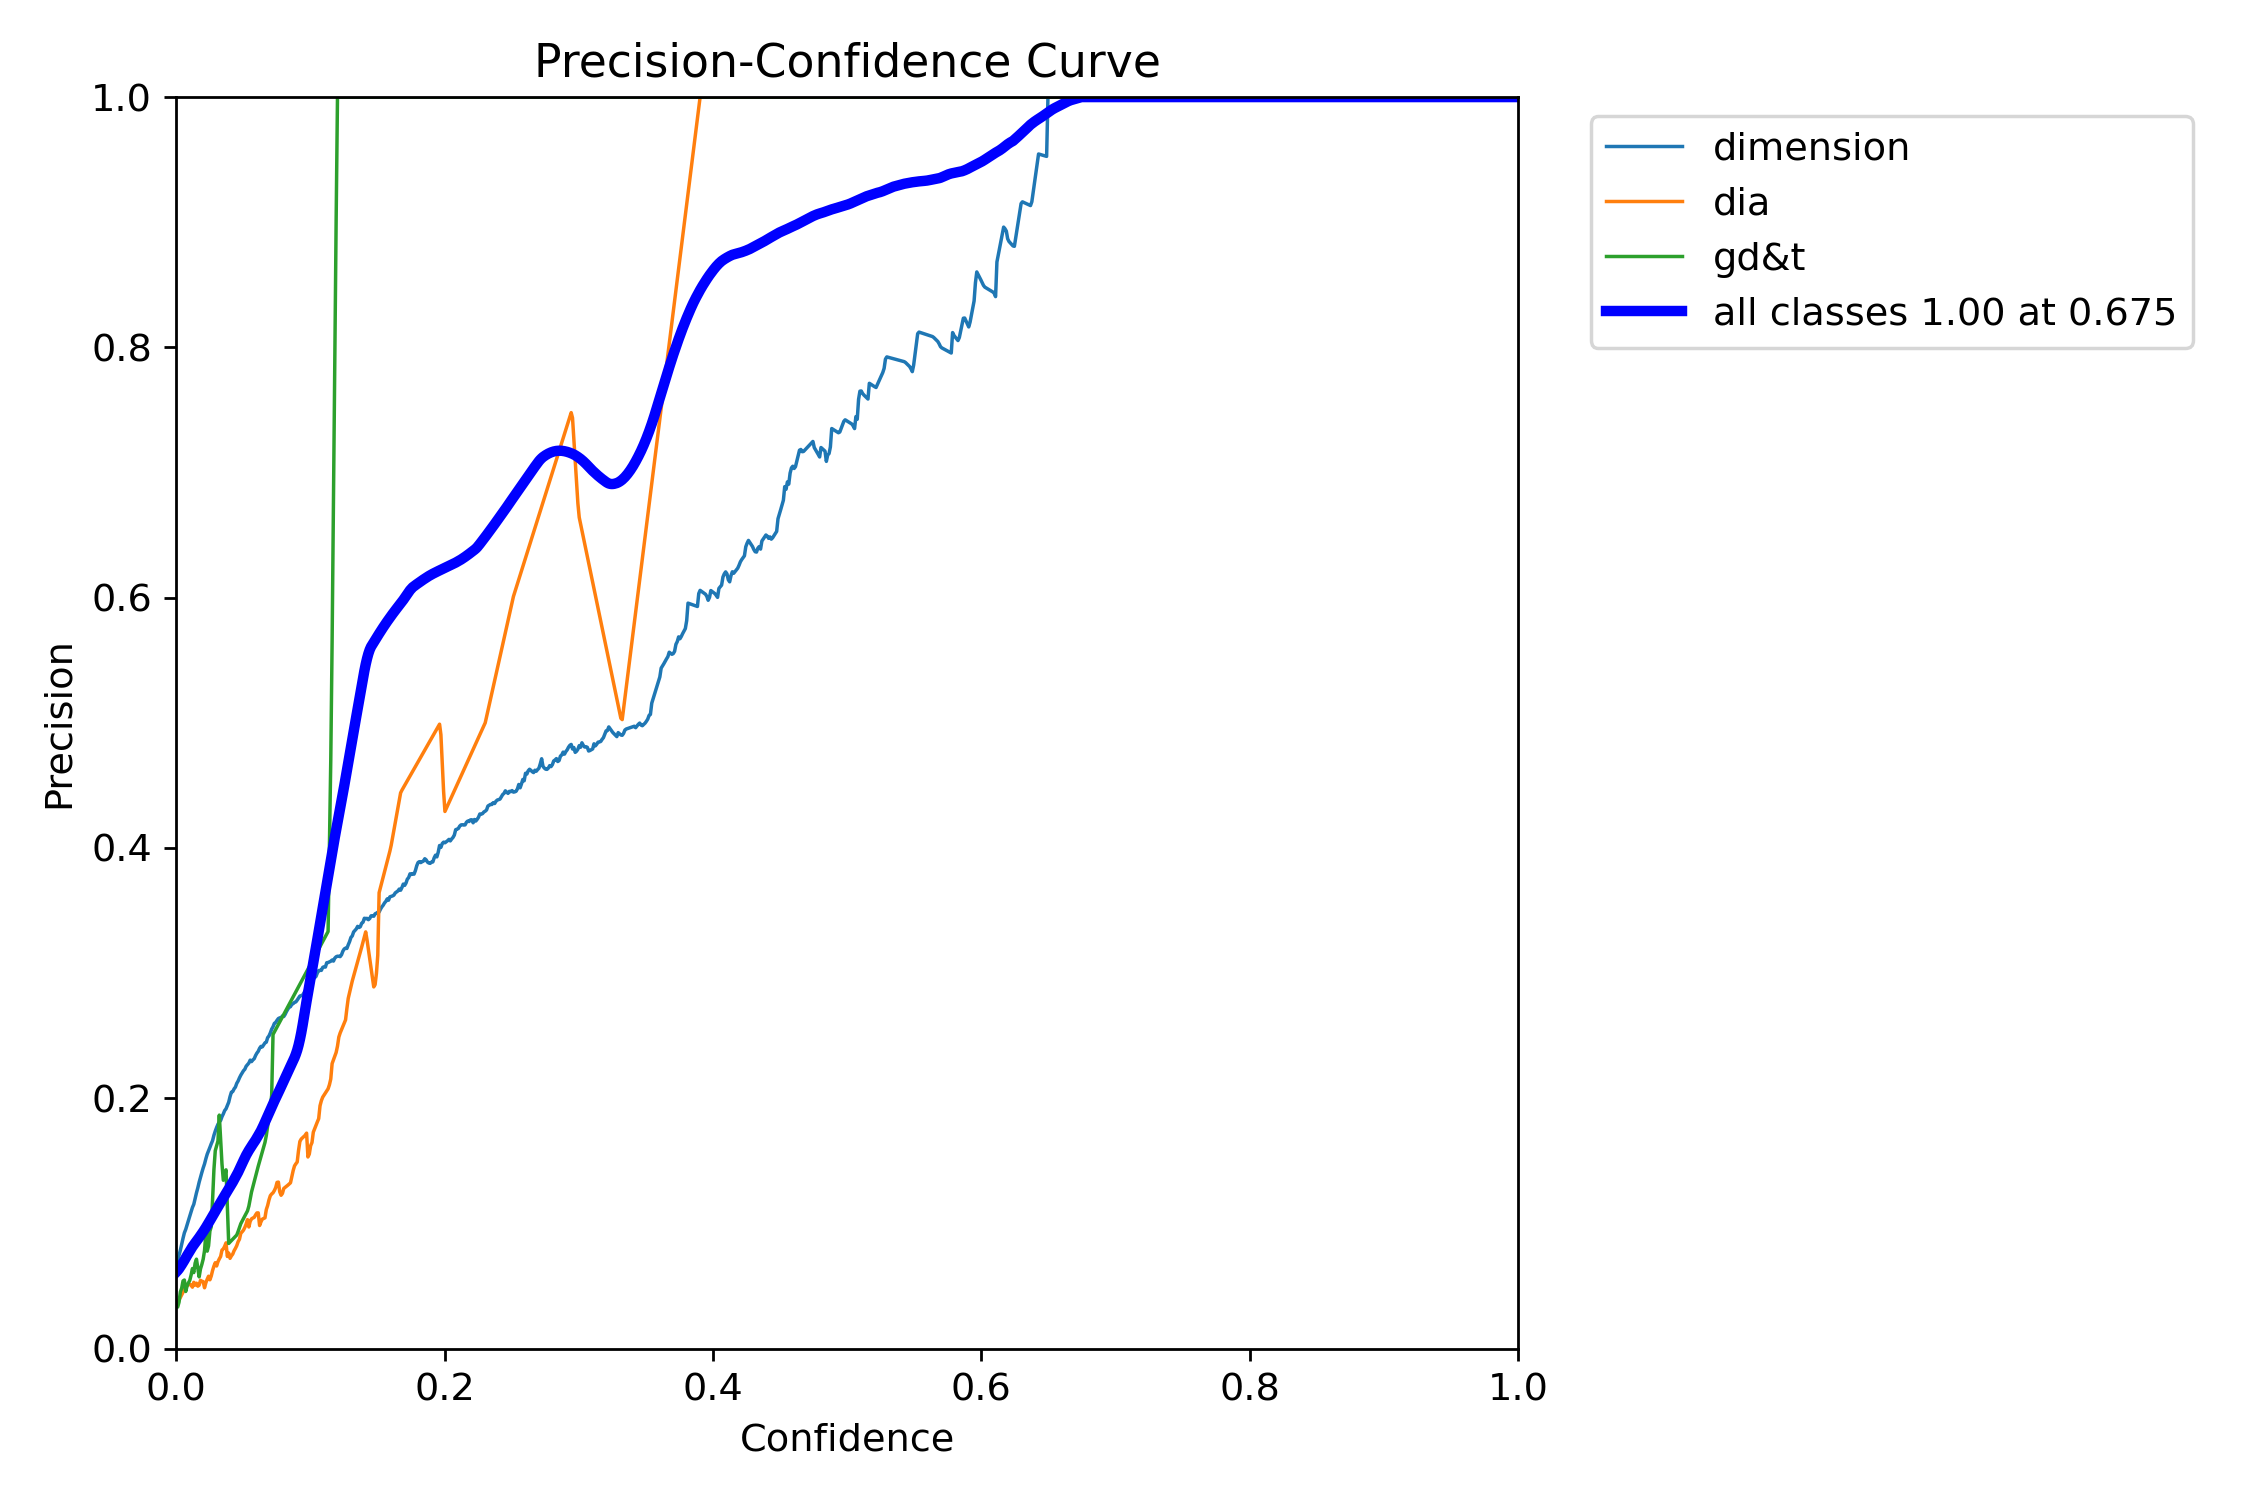 Precision-Confidence Curve
1.0
0.8
0.6
0.4
0.2
0.0
Precision
0.0 0.2 0.4 0.6 0.8 1.0
Confidence
dimension
dia
gd&t
all classes 1.00 at 0.675